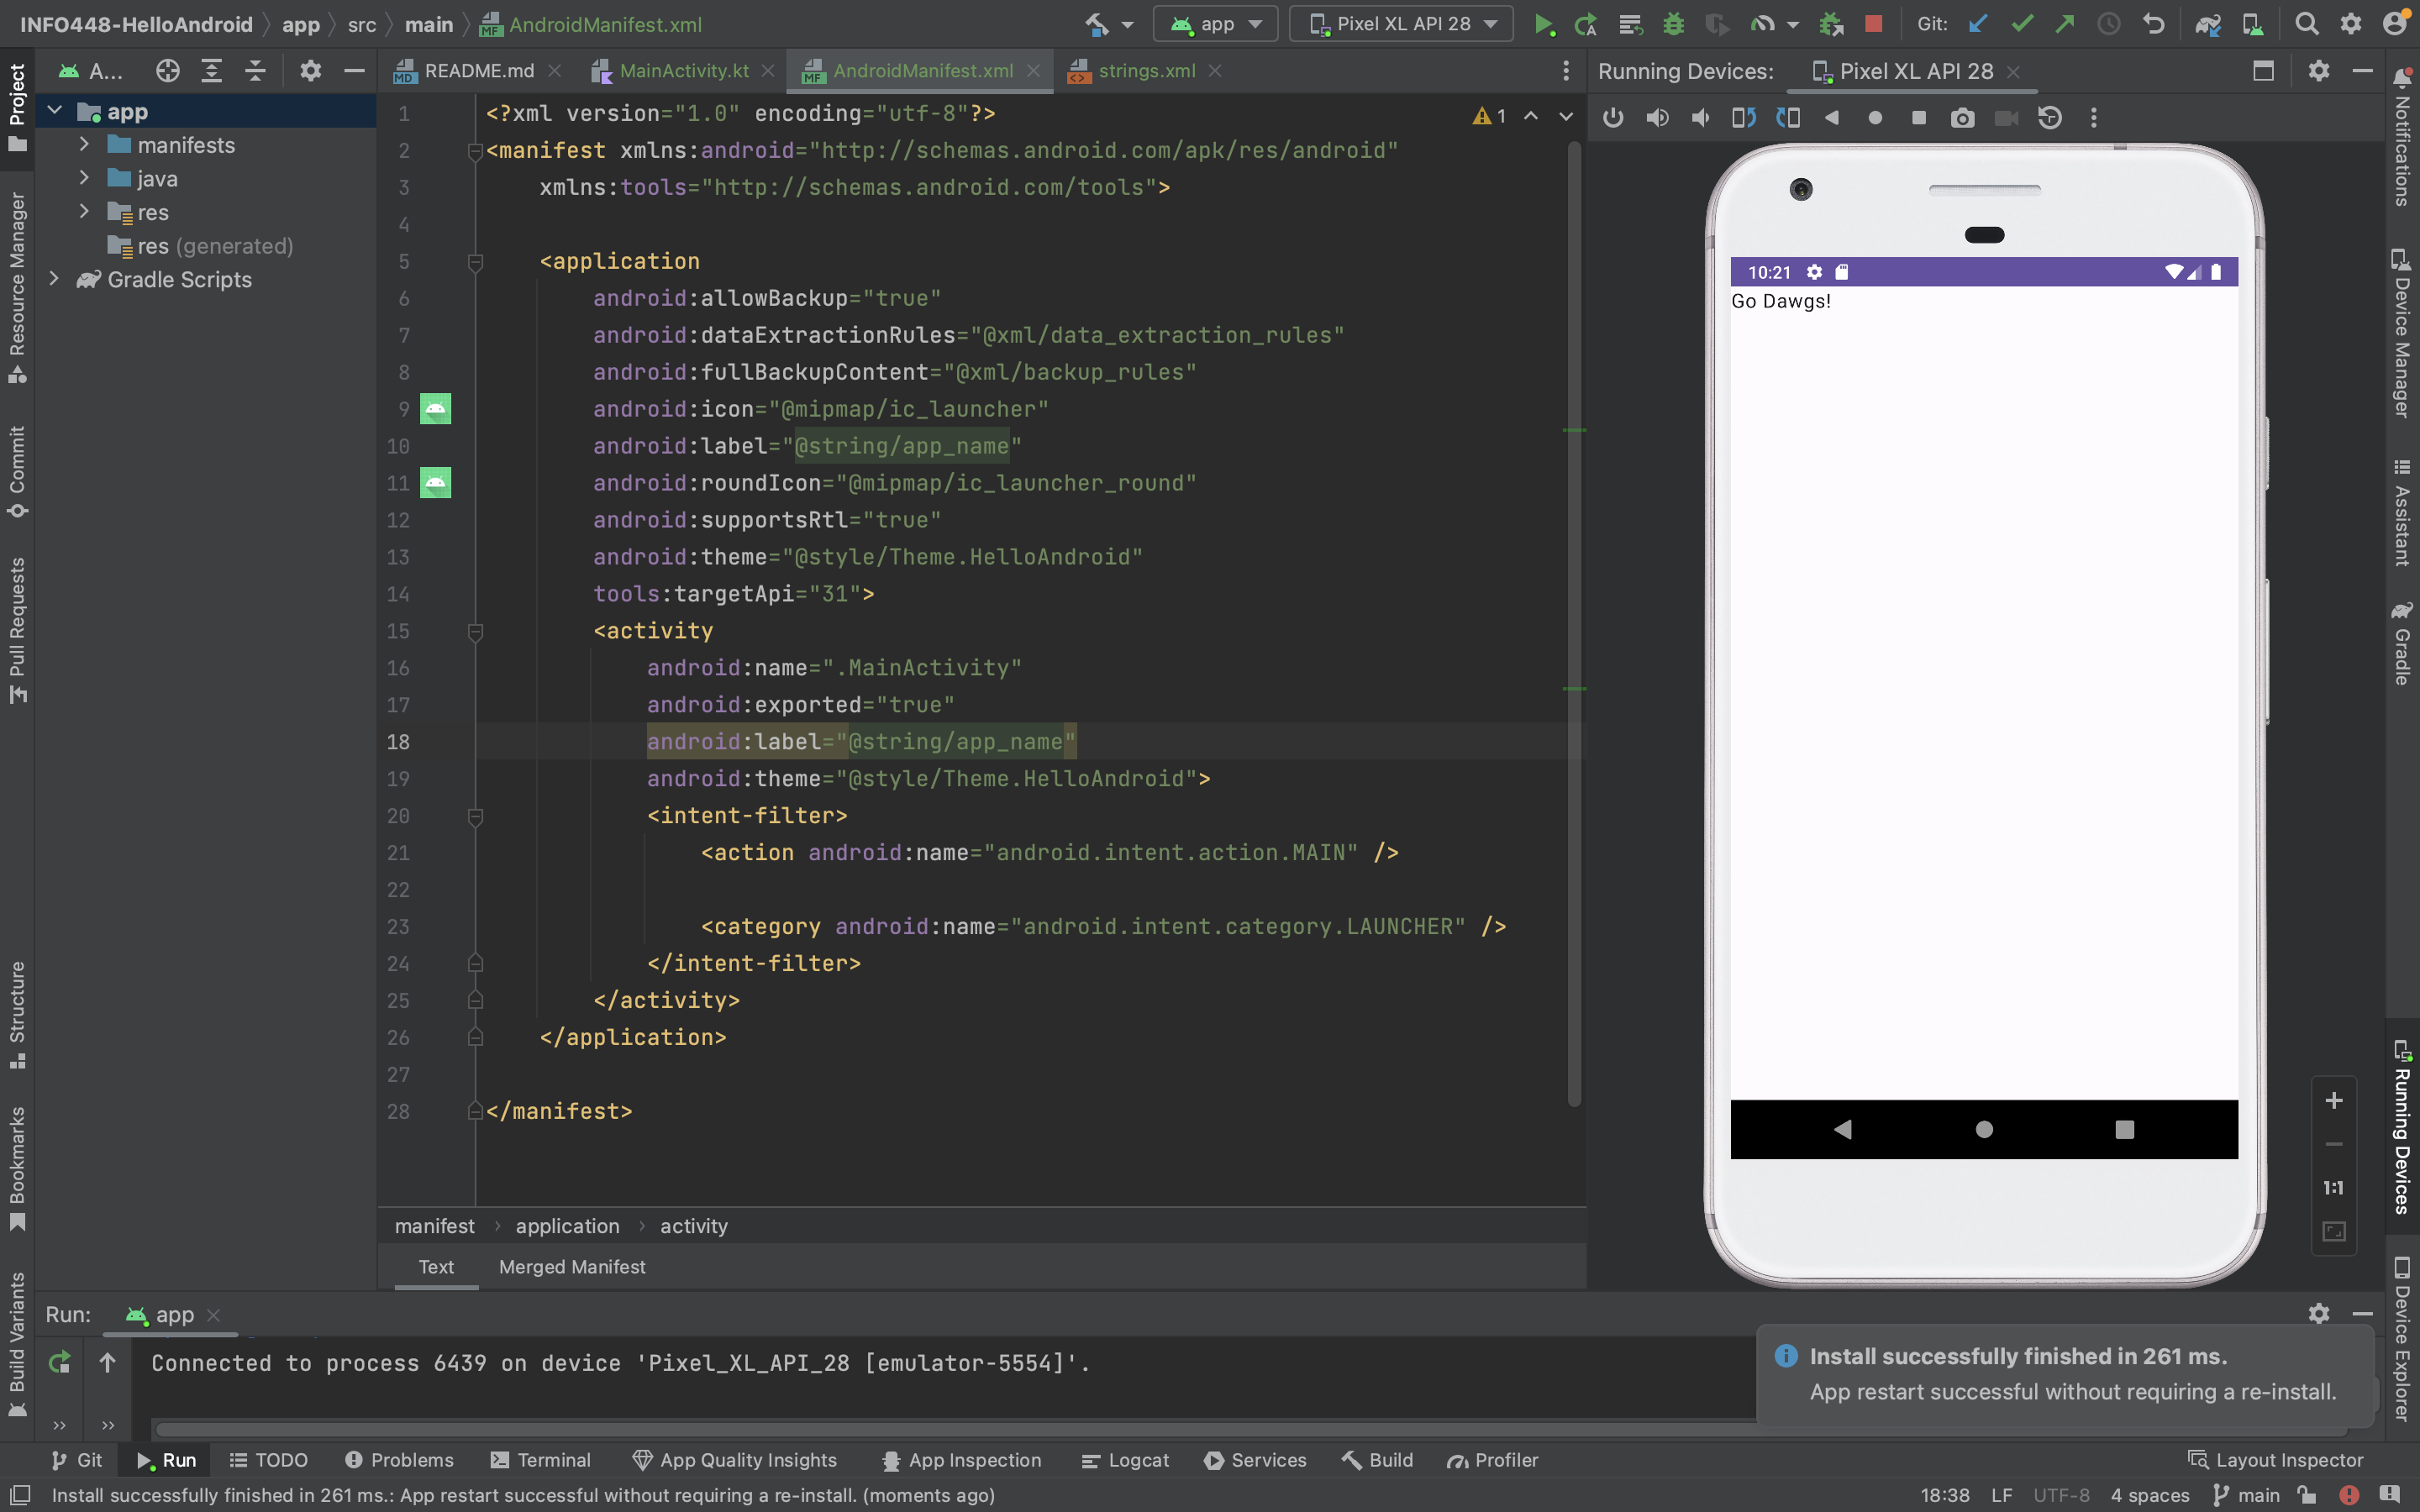 INFO448-HelloAndroid app src main AndroidManifest.xml
app Pixel XL API 28 Git:
A... README.md MainActivity.kt AndroidManifest.xml strings.xml Running Devices: Pixel XL API 28
Project
Resource Manager
Commit
Pull Requests
Structure
Bookmarks
Build Variants
app
manifests
java
res
res (generated)
Gradle Scripts
1 <?xml version="1.0" encoding="utf-8"?>
2 <manifest xmlns:android="http://schemas.android.com/apk/res/android"
3 xmlns:tools="http://schemas.android.com/tools">
4
5 <application
6 android:allowBackup="true"
7 android:dataExtractionRules="@xml/data_extraction_rules"
8 android:fullBackupContent="@xml/backup_rules"
9 android:icon="@mipmap/ic_launcher"
10 android:label="@string/app_name"
11 android:roundIcon="@mipmap/ic_launcher_round"
12 android:supportsRtl="true"
13 android:theme="@style/Theme.HelloAndroid"
14 tools:targetApi="31">
15 <activity
16 android:name=".MainActivity"
17 android:exported="true"
18 android:label="@string/app_name"
19 android:theme="@style/Theme.HelloAndroid">
20 <intent-filter>
21 <action android:name="android.intent.action.MAIN" />
22
23 <category android:name="android.intent.category.LAUNCHER" />
24 </intent-filter>
25 </activity>
26 </application>
27
28 </manifest>
1
manifest application activity
Text Merged Manifest
10:21
Go Dawgs!
1:1
Notifications
Device Manager
Assistant
Gradle
Running Devices
Device Explorer
Run: app
Connected to process 6439 on device 'Pixel_XL_API_28 [emulator-5554]'.
Install successfully finished in 261 ms.
App restart successful without requiring a re-install.
Git Run TODO Problems Terminal App Quality Insights App Inspection Logcat Services Build Profiler Layout Inspector
Install successfully finished in 261 ms.: App restart successful without requiring a re-install. (moments ago) 18:38 LF UTF-8 4 spaces main